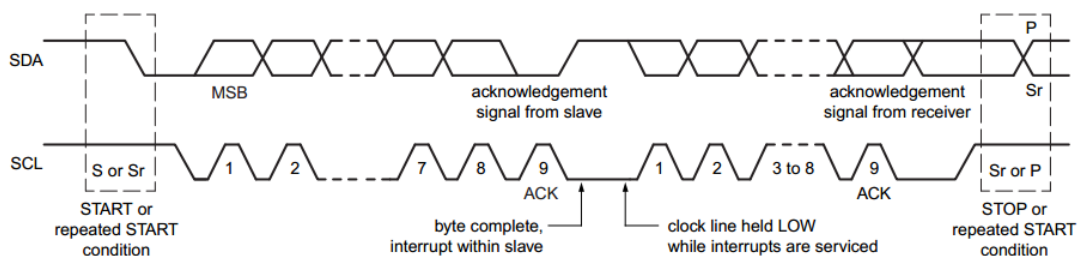 P
SDA
MSB
acknowledgement
signal from slave
acknowledgement
signal from receiver
Sr
SCL
S or Sr
1
2
7
8
9
1
2
3 to 8
9
Sr or P
ACK
ACK
START or
repeated START
condition
byte complete,
interrupt within slave
clock line held LOW
while interrupts are serviced
STOP or
repeated START
condition